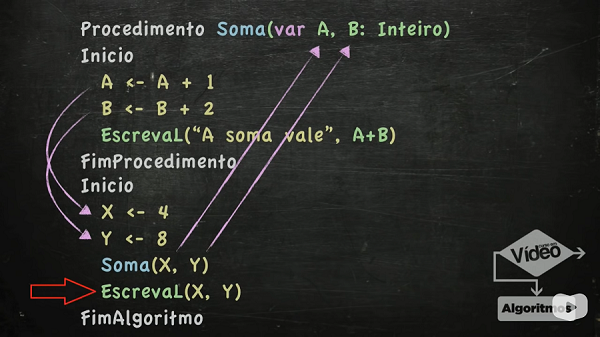 Procedimento Soma(var A, B: Inteiro)
Inicio
A <- A + 1
B <- B + 2
EscrevaL("A soma vale", A+B)
FimProcedimento
Inicio
X <- 4
Y <- 8
Soma(X, Y)
EscrevaL(X, Y)
FimAlgoritmo
Vídeo
Algoritmos